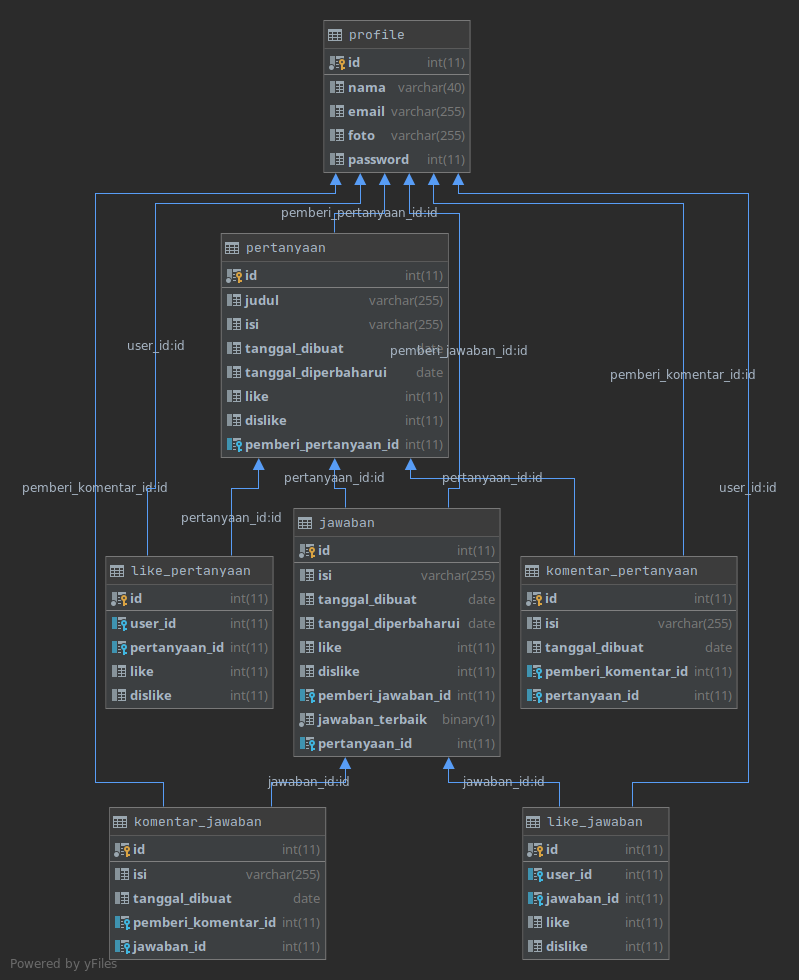 profile
id int(11)
nama varchar(40)
email varchar(255)
foto varchar(255)
password int(11)
pemberi_pertanyaan_id:id
pertanyaan
id int(11)
judul varchar(255)
isi varchar(255)
tanggal_dibuat date
tanggal_diperbaharui date
like int(11)
dislike int(11)
pemberi_pertanyaan_id int(11)
user_id:id
pemberi_jawaban_id:id
pemberi_komentar_id:id
pemberi_komentar_id:id
pertanyaan_id:id
pertanyaan_id:id
pertanyaan_id:id
user_id:id
like_pertanyaan
id int(11)
user_id int(11)
pertanyaan_id int(11)
like int(11)
dislike int(11)
jawaban
id int(11)
isi varchar(255)
tanggal_dibuat date
tanggal_diperbaharui date
like int(11)
dislike int(11)
pemberi_jawaban_id int(11)
jawaban_terbaik binary(1)
pertanyaan_id int(11)
komentar_pertanyaan
id int(11)
isi varchar(255)
tanggal_dibuat date
pemberi_komentar_id int(11)
pertanyaan_id int(11)
jawaban_id:id
jawaban_id:id
komentar_jawaban
id int(11)
isi varchar(255)
tanggal_dibuat date
pemberi_komentar_id int(11)
jawaban_id int(11)
like_jawaban
id int(11)
user_id int(11)
jawaban_id int(11)
like int(11)
dislike int(11)
Powered by yFiles